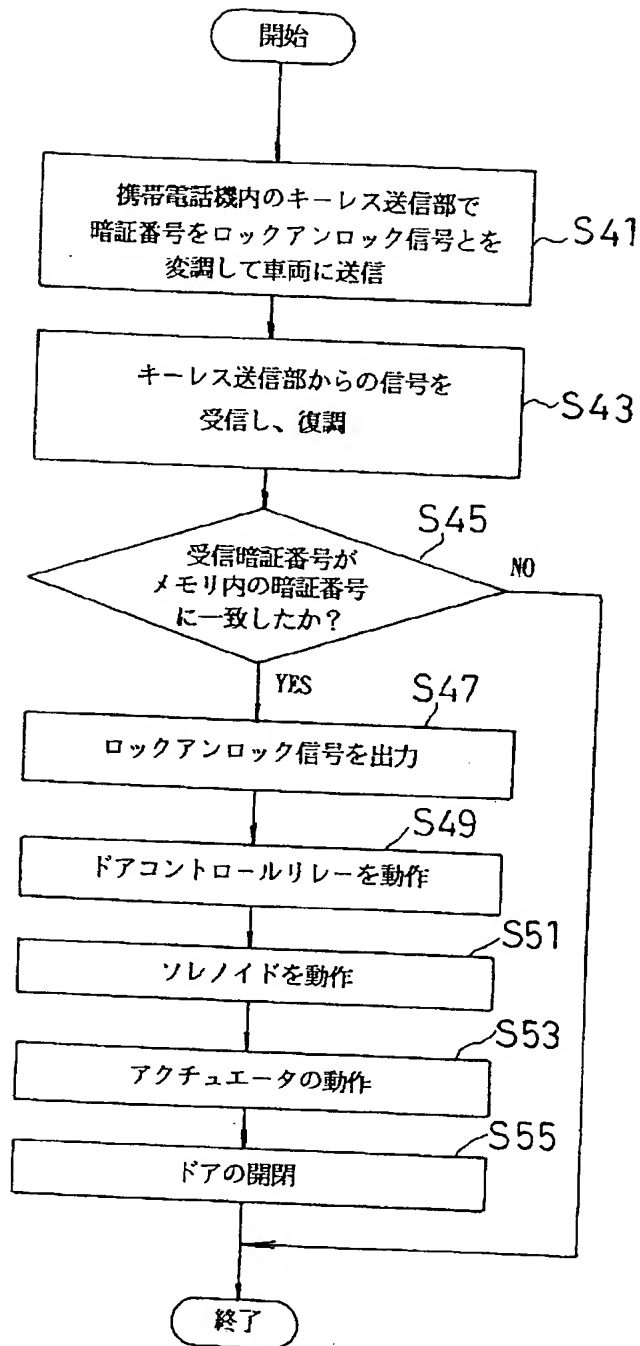 開始
携帯電話機内のキーレス送信部で
暗証番号をロックアンロック信号とを
変調して車両に送信
S41
キーレス送信部からの信号を
受信し、復調
S43
S45
受信暗証番号が
メモリ内の暗証番号
に一致したか？
NO
YES
S47
ロックアンロック信号を出力
S49
ドアコントロールリレーを動作
S51
ソレノイドを動作
S53
アクチュエータの動作
S55
ドアの開閉
終了